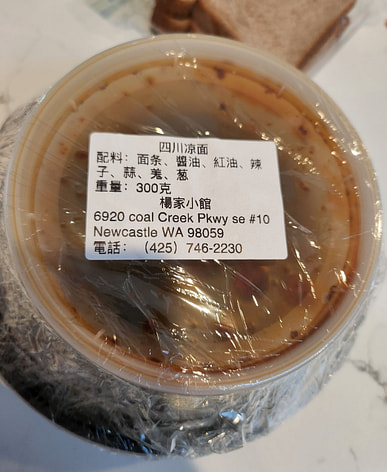 四川凉面
配料：面条、醬油、紅油、辣
子、蒜、羗、葱
重量：300克
楊家小館
6920 coal Creek Pkwy se #10
Newcastle WA 98059
電話：（425）746-2230